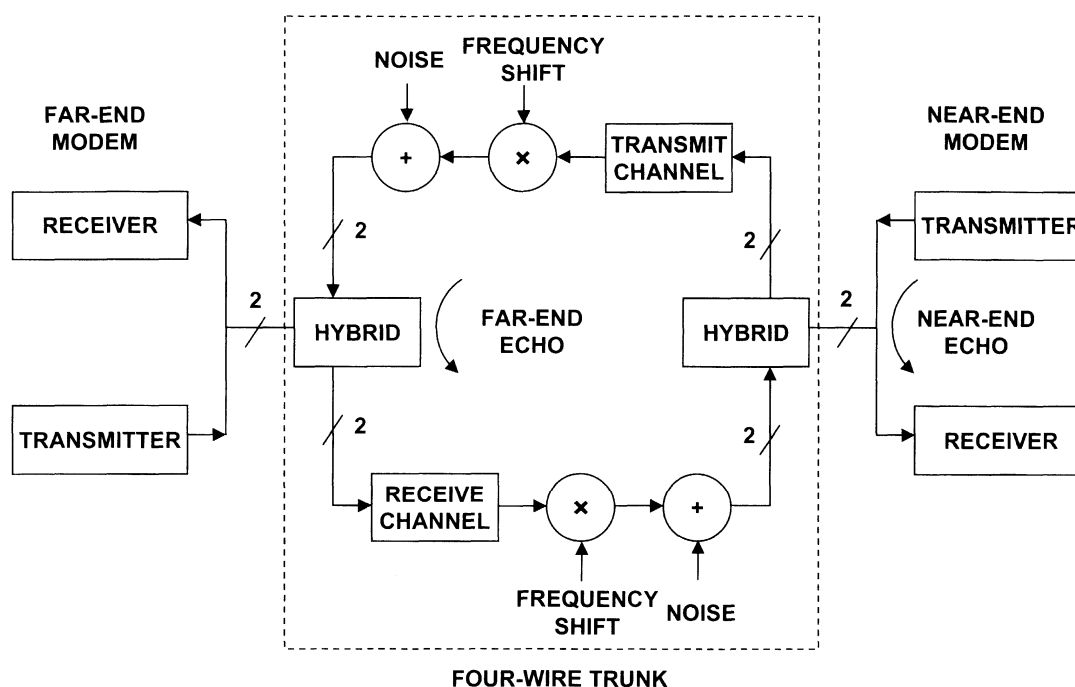 NOISE
FREQUENCY
SHIFT
FAR-END
MODEM
NEAR-END
MODEM
+
×
TRANSMIT
CHANNEL
RECEIVER
TRANSMITTER
2
2
2
2
HYBRID
FAR-END
ECHO
HYBRID
NEAR-END
ECHO
TRANSMITTER
2
2
RECEIVER
RECEIVE
CHANNEL
×
+
FREQUENCY
SHIFT
NOISE
FOUR-WIRE TRUNK